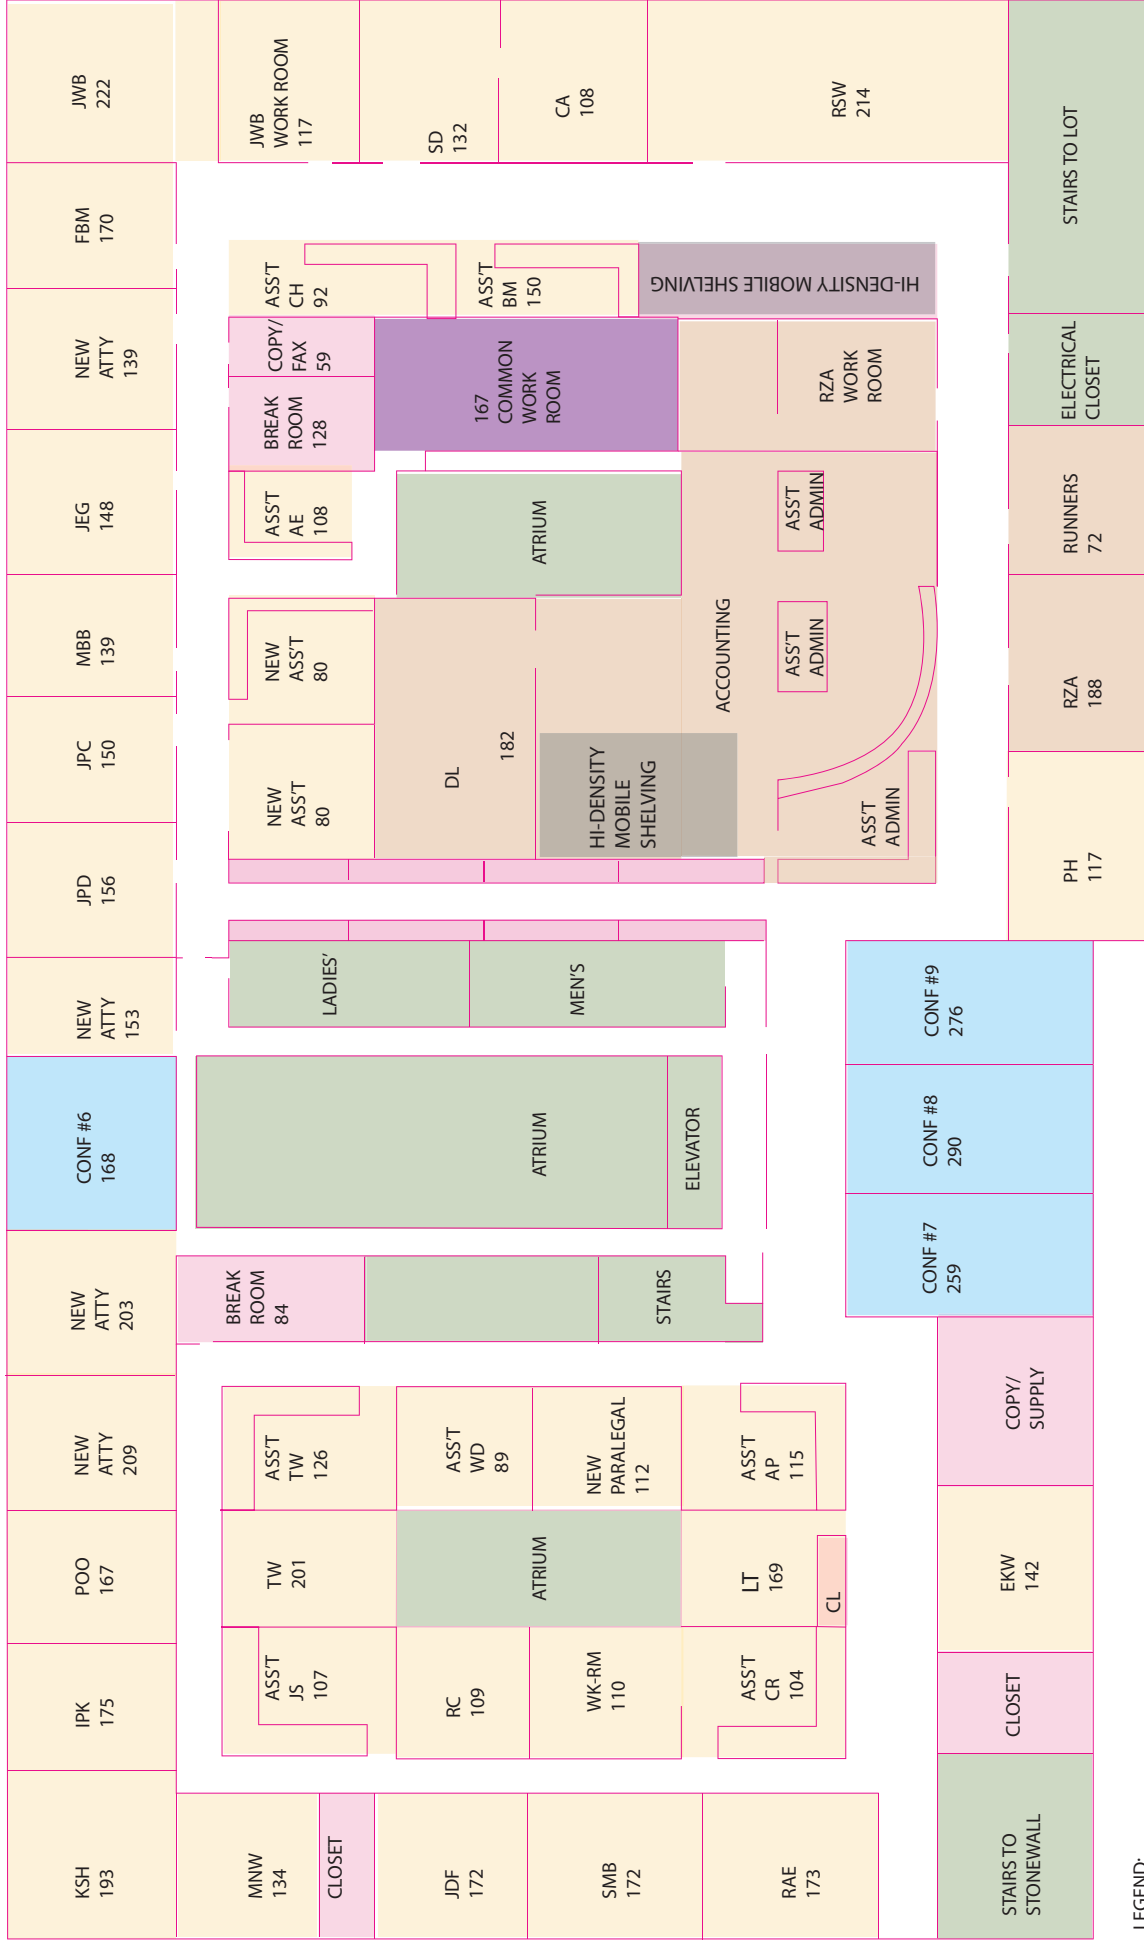 KSH
193
IPK
175
POO
167
NEW
ATTY
209
NEW
ATTY
203
CONF #6
168
NEW
ATTY
153
JPD
156
JPC
150
MBB
139
JEG
148
NEW
ATTY
139
FBM
170
JWB
222
MNW
134
CLOSET
JDF
172
SMB
172
RAE
173
ASS'T
JS
107
TW
201
ASS'T
TW
126
RC
109
WK-RM
110
ATRIUM
ASS'T
WD
89
NEW
PARALEGAL
112
ASS'T
CR
104
LT
169
CL
ASS'T
AP
115
BREAK
ROOM
84
STAIRS
ATRIUM
ELEVATOR
LADIES'
MEN'S
NEW
ASS'T
80
NEW
ASS'T
80
ASS'T
AE
108
BREAK
ROOM
128
COPY/
FAX
59
ASS'T
CH
92
DL
182
ATRIUM
167
COMMON
WORK
ROOM
ASS'T
BM
150
HI-DENSITY
MOBILE
SHELVING
ACCOUNTING
ASS'T
ADMIN
ASS'T
ADMIN
ASS'T
ADMIN
RZA
WORK
ROOM
HI-DENSITY MOBILE SHELVING
JWB
WORK ROOM
117
SD
132
CA
108
RSW
214
STAIRS TO
STONEWALL
CLOSET
EKW
142
COPY/
SUPPLY
CONF #7
259
CONF #8
290
CONF #9
276
PH
117
RZA
188
RUNNERS
72
ELECTRICAL
CLOSET
STAIRS TO LOT
LEGEND: